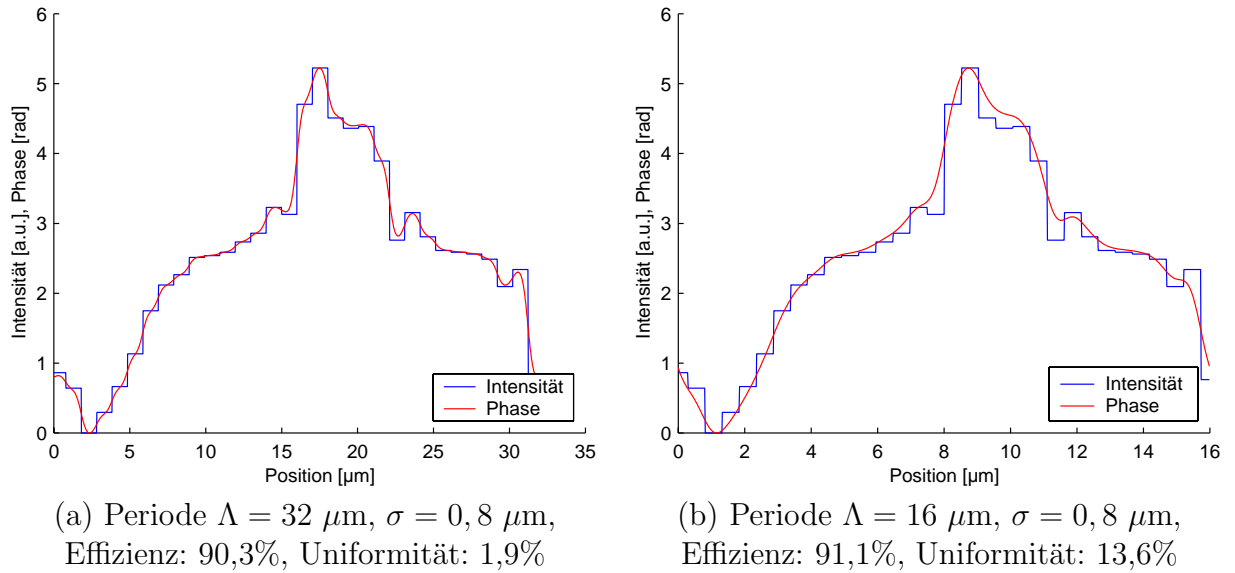 6
5
4
3
2
1
0
Intensität [a.u.], Phase [rad]
Intensität
Phase
0 5 10 15 20 25 30 35
Position [µm]
(a) Periode Λ = 32 µm, σ = 0, 8 µm,
Effizienz: 90,3%, Uniformität: 1,9%
6
5
4
3
2
1
0
Intensität [a.u.], Phase [rad]
Intensität
Phase
0 2 4 6 8 10 12 14 16
Position [µm]
(b) Periode Λ = 16 µm, σ = 0, 8 µm,
Effizienz: 91,1%, Uniformität: 13,6%